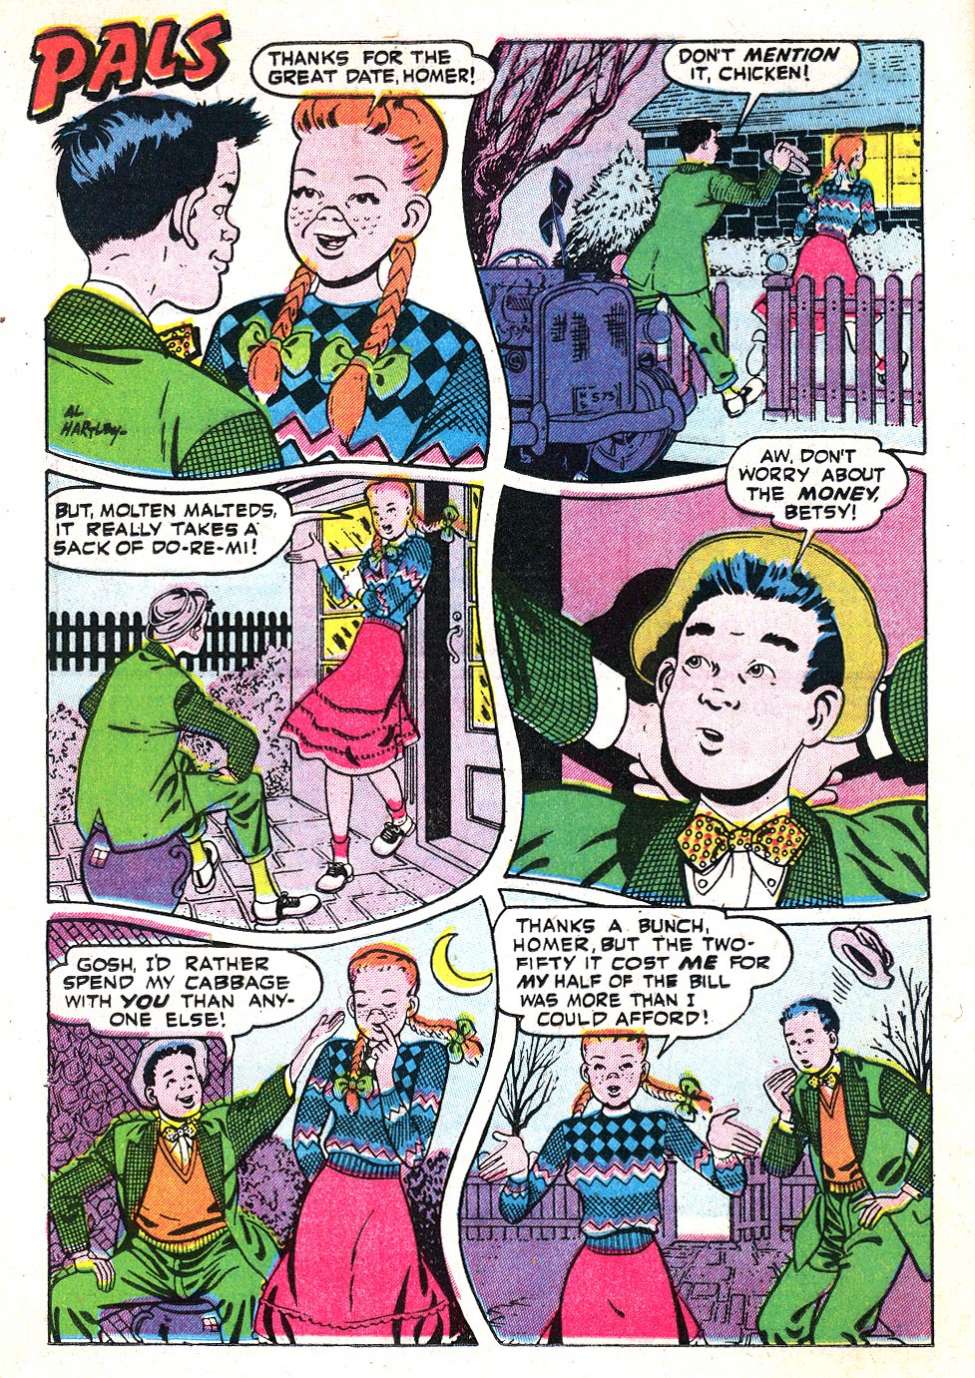 PALS
THANKS FOR THE
GREAT DATE, HOMER!
AL
HARTLEY-
DON'T MENTION
IT, CHICKEN!
573
BUT, MOLTEN MALTEDS,
IT REALLY TAKES A
SACK OF DO-RE-MI!
AW, DON'T
WORRY ABOUT
THE MONEY,
BETSY!
GOSH, I'D RATHER
SPEND MY CABBAGE
WITH YOU THAN ANY-
ONE ELSE!
THANKS A BUNCH,
HOMER, BUT THE TWO-
FIFTY IT COST ME FOR
MY HALF OF THE BILL
WAS MORE THAN I
COULD AFFORD!